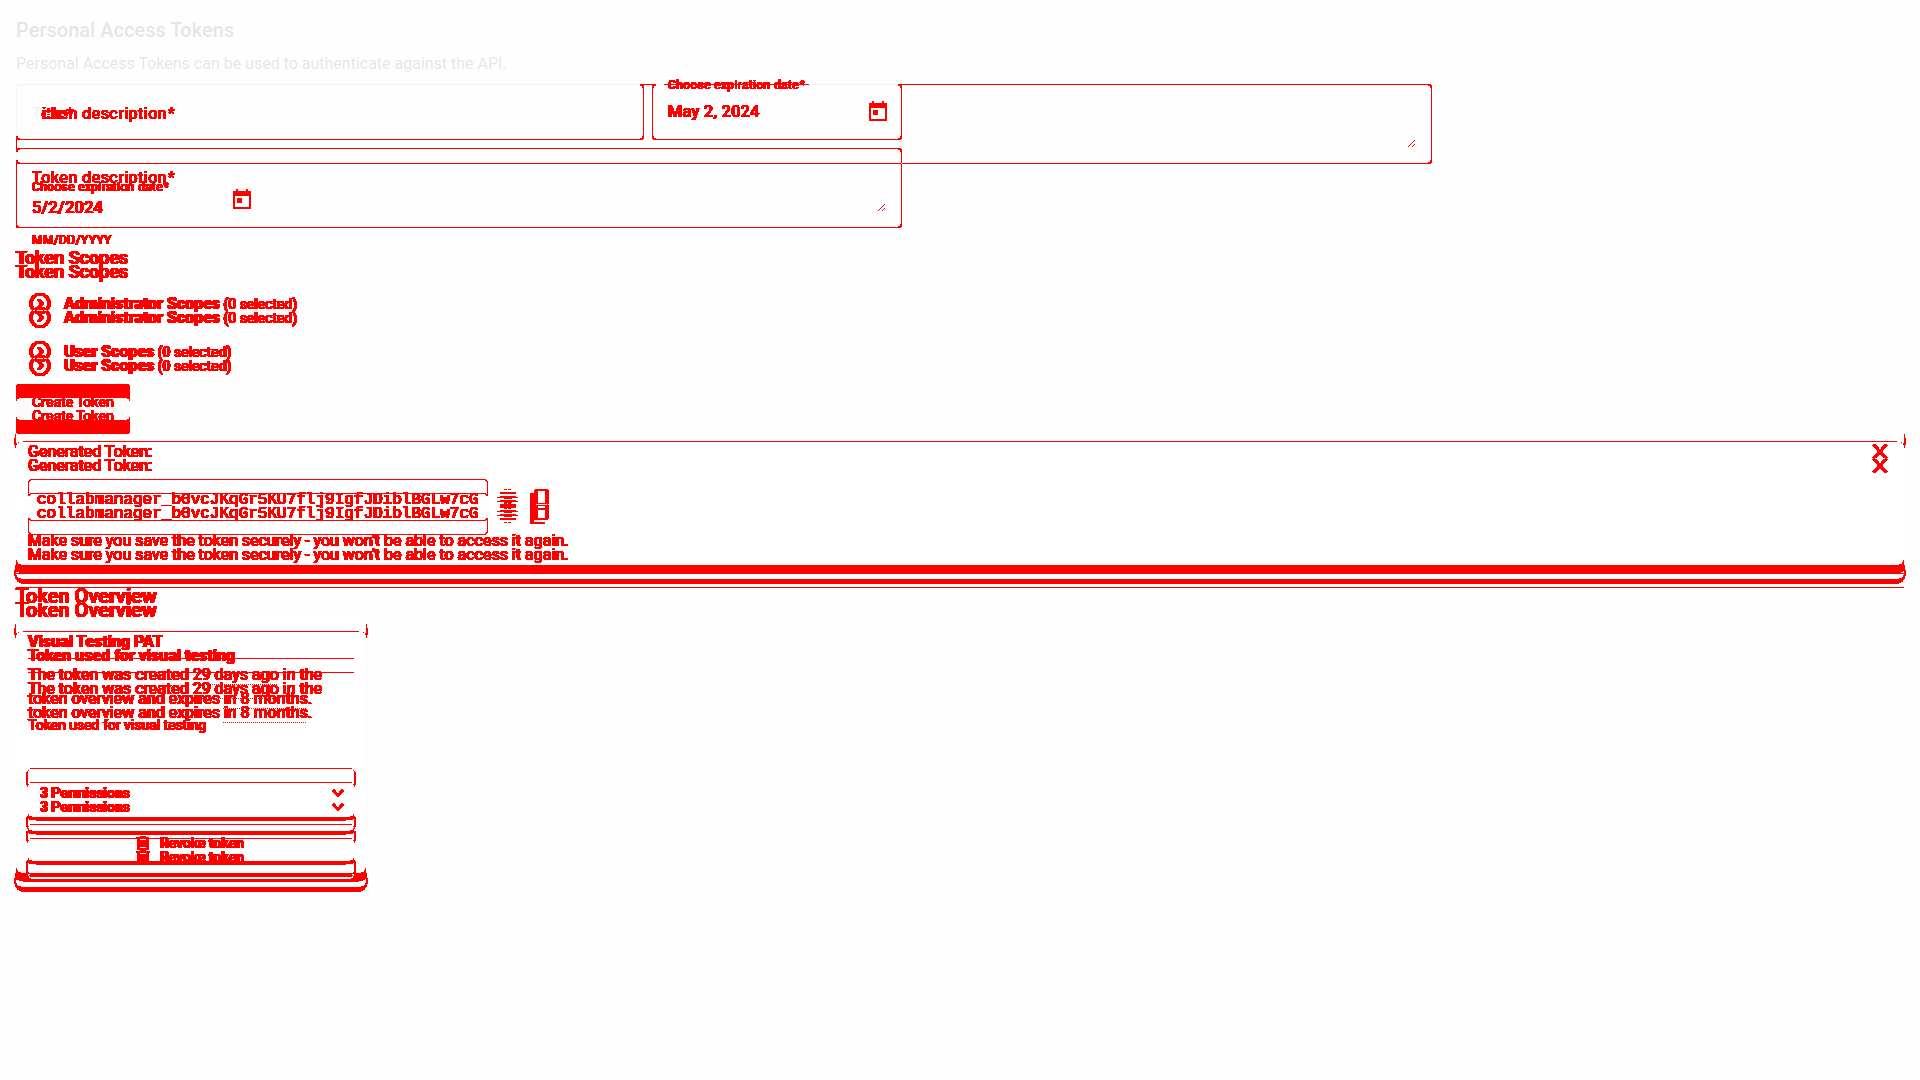 Personal Access Tokens
Personal Access Tokens can be used to authenticate against the API.
Choose expiration date*
description*
May 2, 2024
Token description*
Choose expiration date*
5/2/2024
MM/DD/YYYY
Token Scopes
Token Scopes
Administrator Scopes (0 selected)
Administrator Scopes (0 selected)
User Scopes (0 selected)
User Scopes (0 selected)
Create Token
Create Token
Generated Token:
Generated Token:
collabmanager_b0vcJKqGr5KU7flj9IgfJDiblBGLw7cG
collabmanager_b0vcJKqGr5KU7flj9IgfJDiblBGLw7cG
Make sure you save the token securely - you won't be able to access it again.
Make sure you save the token securely - you won't be able to access it again.
Token Overview
Token Overview
Visual Testing PAT
Token used for visual testing
The token was created 29 days ago in the
The token was created 29 days ago in the
token overview and expires in 8 months.
token overview and expires in 8 months.
Token used for visual testing
3 Permissions
3 Permissions
Revoke token
Revoke token